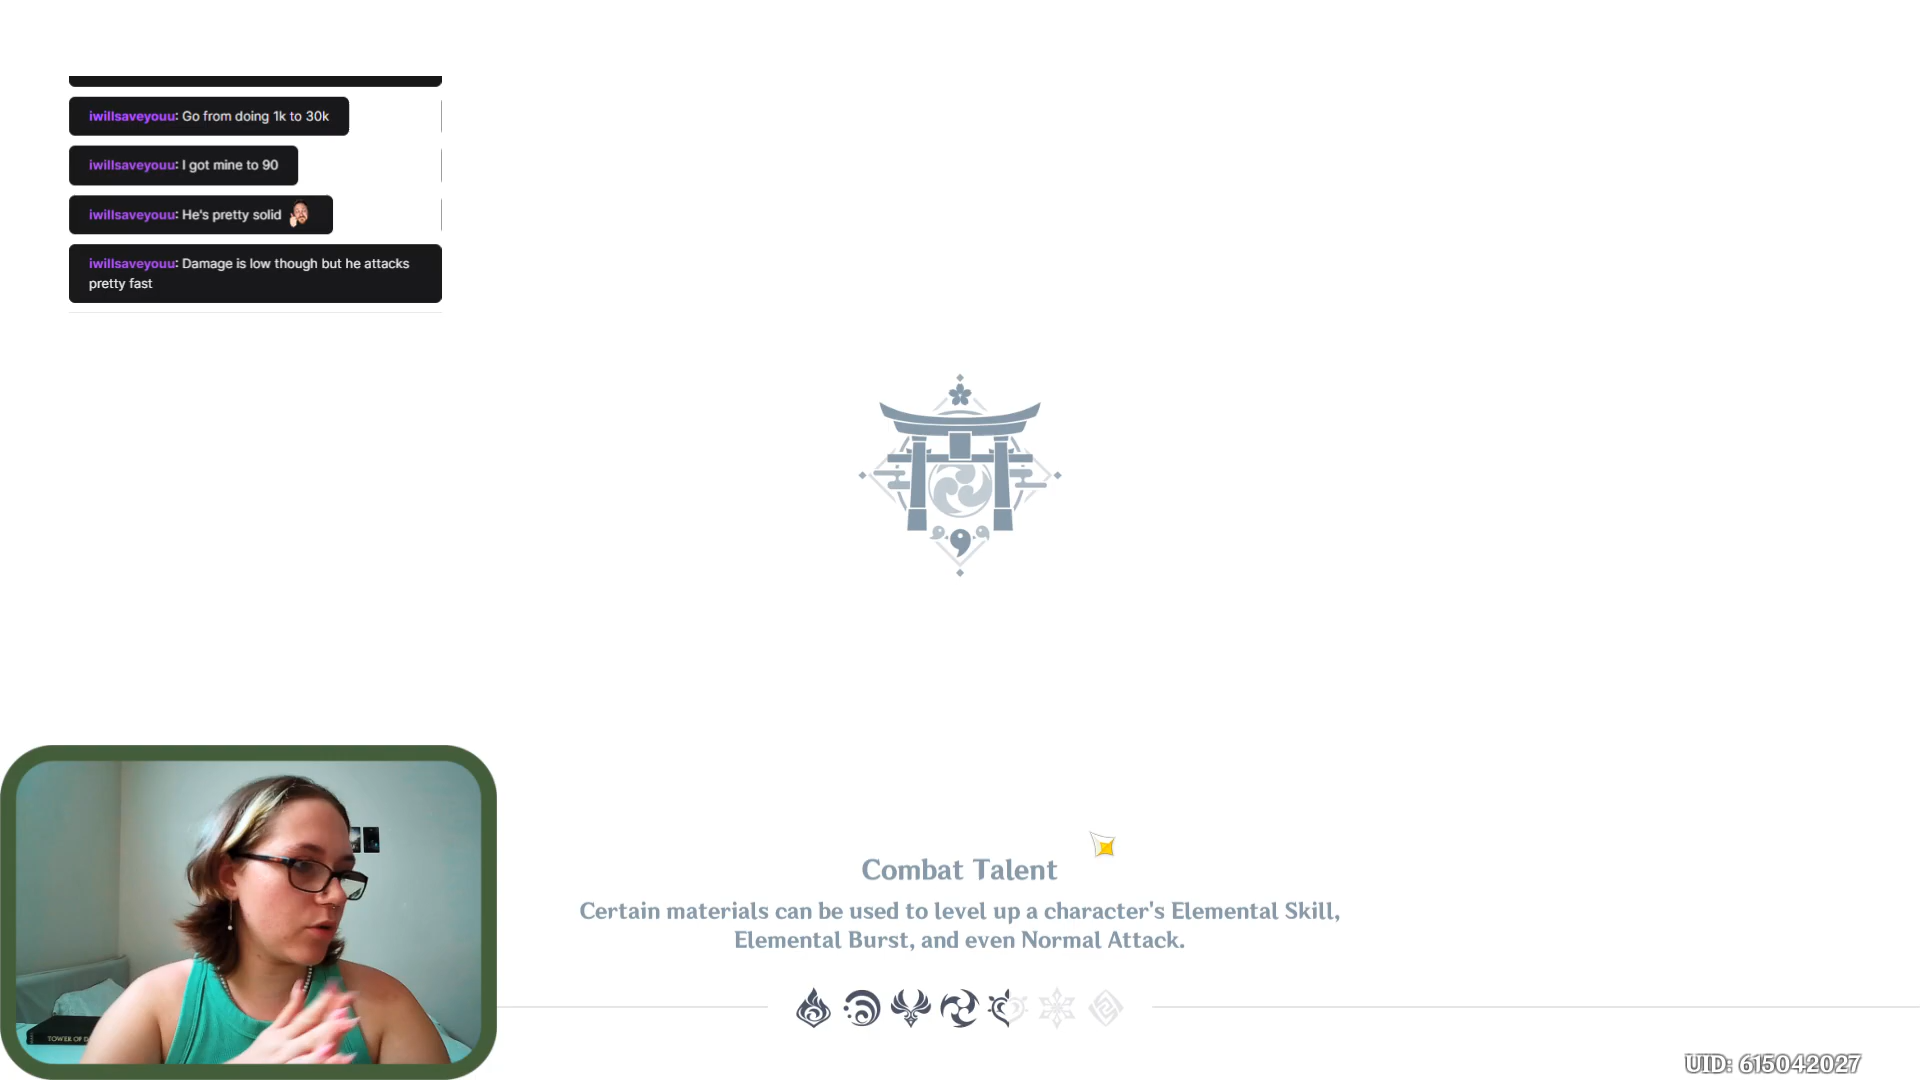 iwillsaveyouu: Go from doing 1k to 30k
iwillsaveyouu: I got mine to 90
iwillsaveyouu: He's pretty solid
iwillsaveyouu: Damage is low though but he attacks
pretty fast
Combat Talent
Certain materials can be used to level up a character's Elemental Skill,
Elemental Burst, and even Normal Attack.
TOWER OF
UID: 615042027